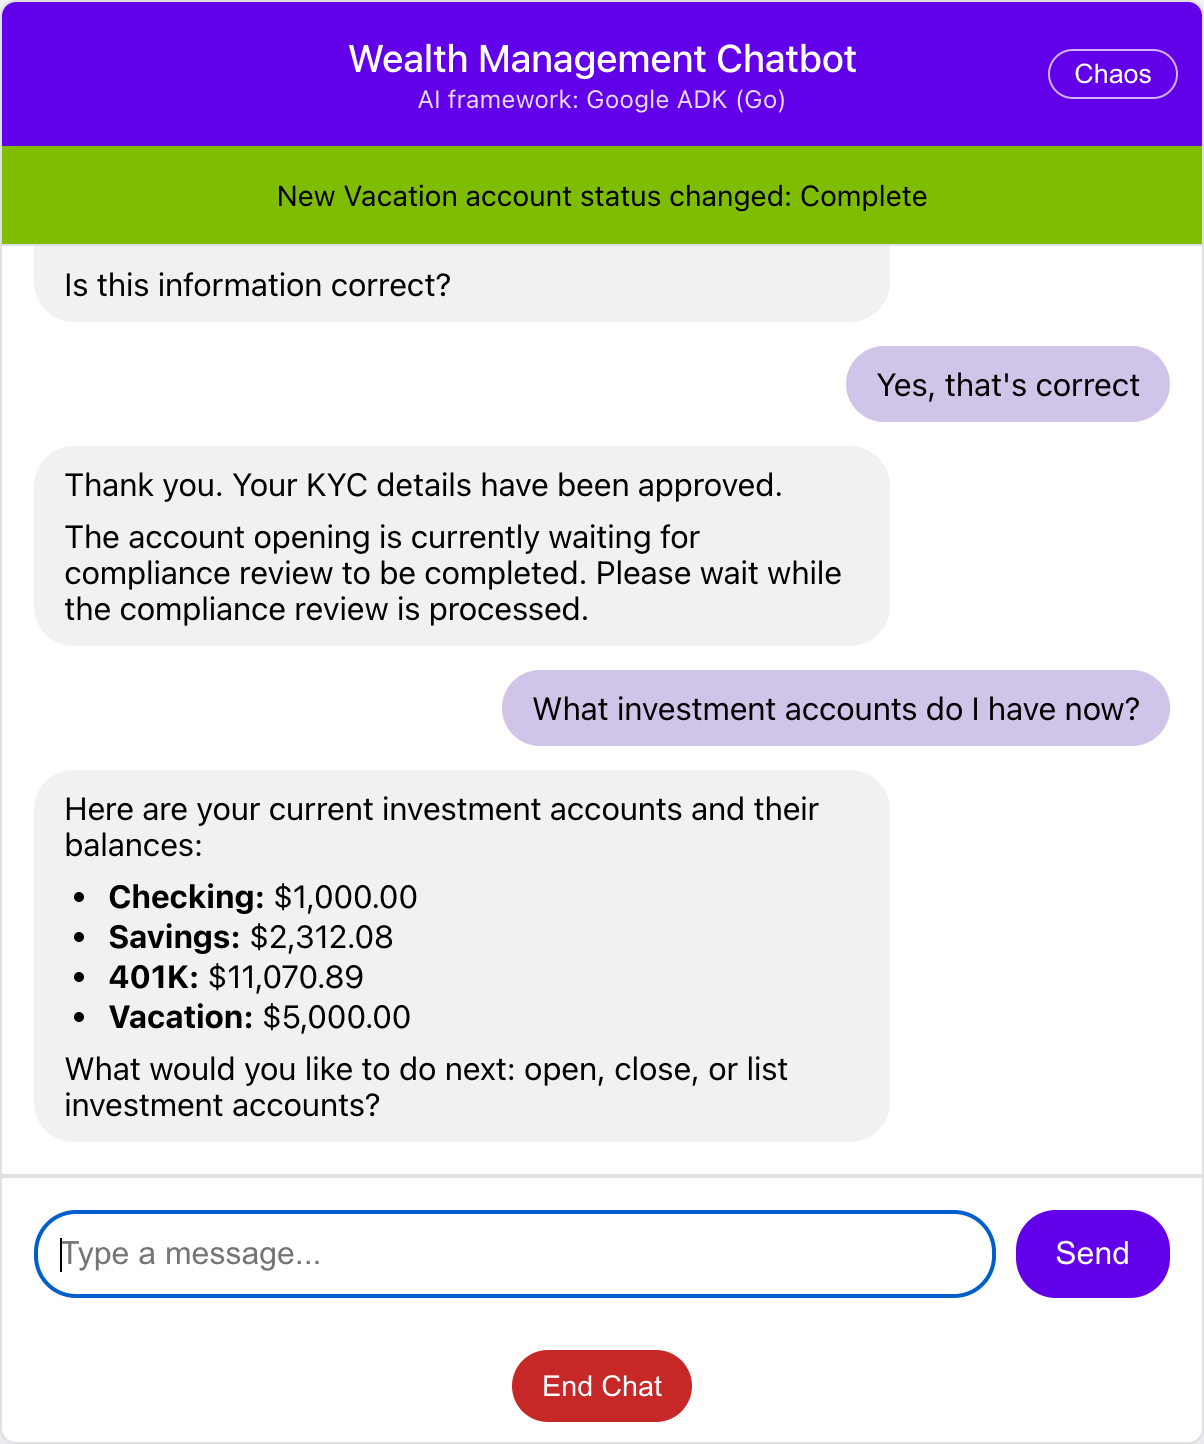 Wealth Management Chatbot
AI framework: Google ADK (Go)
Chaos
New Vacation account status changed: Complete
Is this information correct?
Yes, that's correct
Thank you. Your KYC details have been approved.
The account opening is currently waiting for
compliance review to be completed. Please wait while
the compliance review is processed.
What investment accounts do I have now?
Here are your current investment accounts and their
balances:
• Checking: $1,000.00
• Savings: $2,312.08
• 401K: $11,070.89
• Vacation: $5,000.00
What would you like to do next: open, close, or list
investment accounts?
Type a message...
Send
End Chat